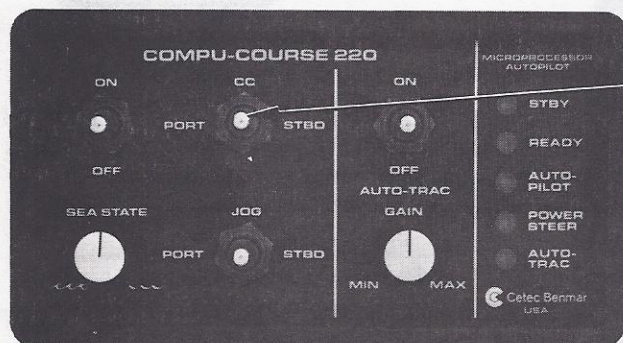 COMPU-COURSE 220
MICROPROCESSOR
AUTOPILOT
ON CC ON
PORT STBD
OFF OFF
AUTO-TRAC
SEA STATE JOG GAIN
PORT STBD
MIN MAX
STBY
READY
AUTO-
PILOT
POWER
STEER
AUTO-
TRAC
Cetec Benmar
USA